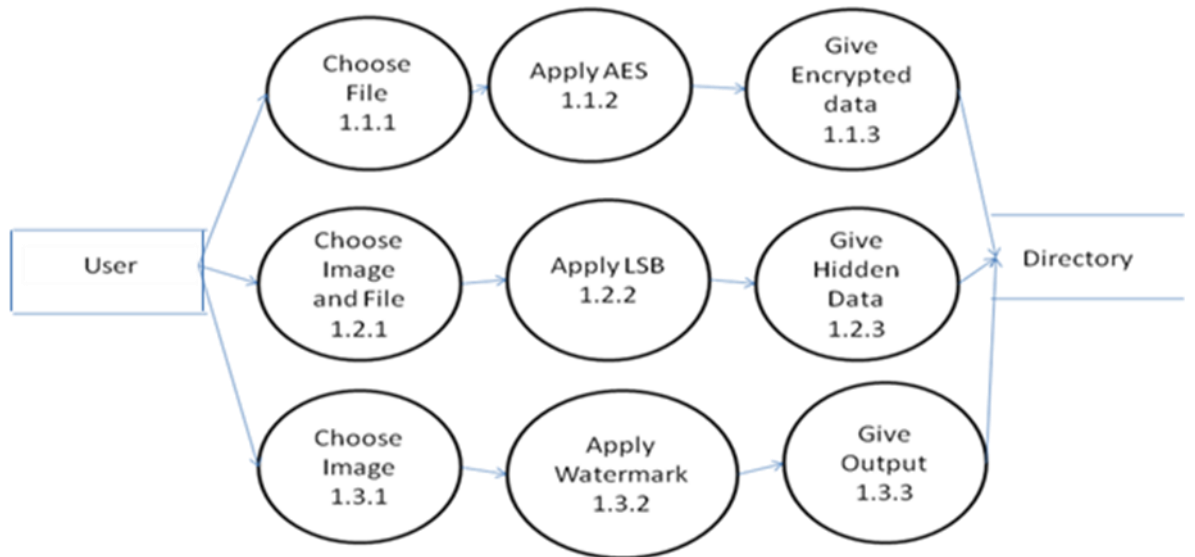 User
Choose
File
1.1.1
Apply AES
1.1.2
Give
Encrypted
data
1.1.3
Choose
Image
and File
1.2.1
Apply LSB
1.2.2
Give
Hidden
Data
1.2.3
Choose
Image
1.3.1
Apply
Watermark
1.3.2
Give
Output
1.3.3
Directory